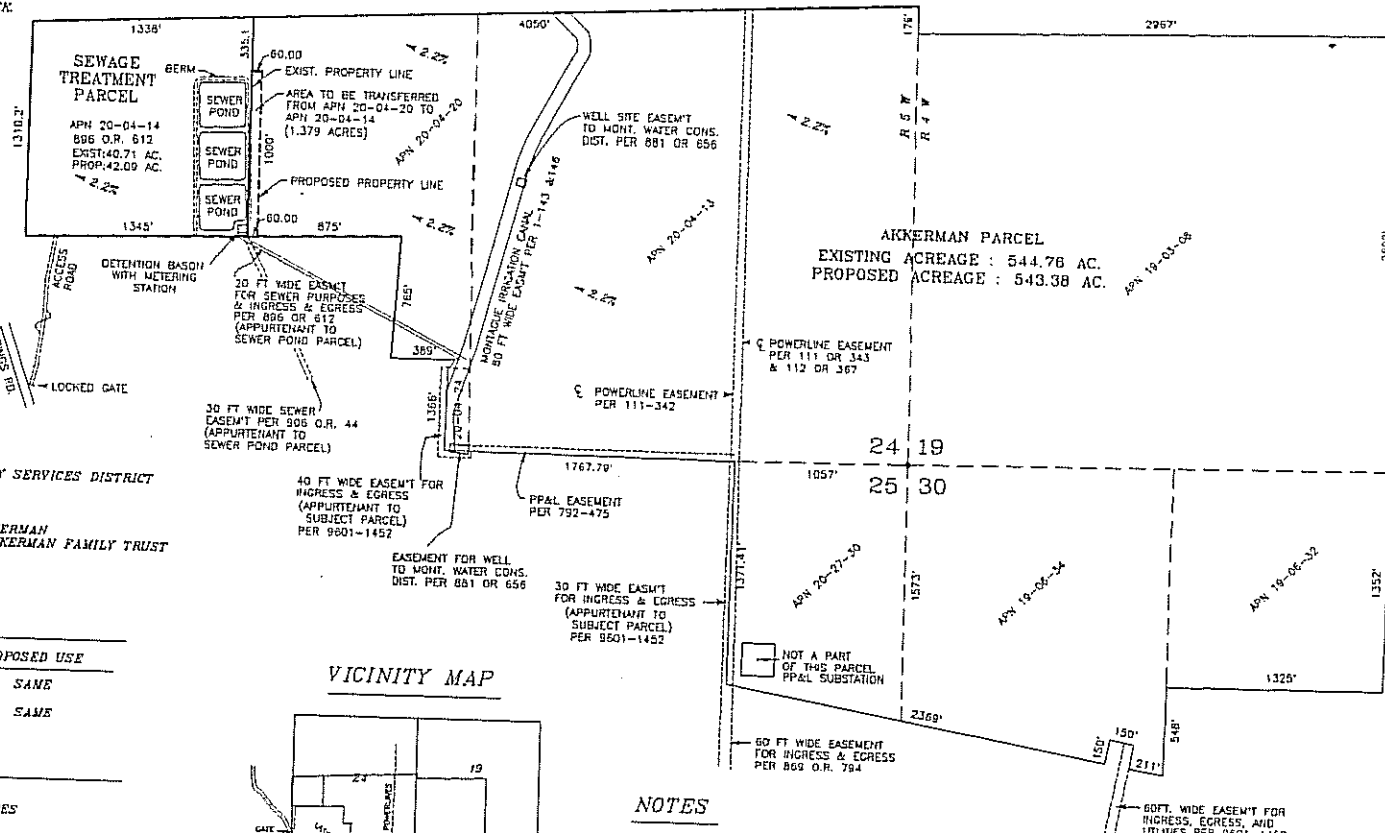 1338'
535.1
4050'
176'
2967'
SEWAGE
TREATMENT
PARCEL
APN 20-04-14
896 O.R. 612
EXIST:40.71 AC.
PROP:42.09 AC.
2.2%
1310.2'
BERM
SEWER
POND
SEWER
POND
SEWER
POND
60.00
EXIST. PROPERTY LINE
AREA TO BE TRANSFERRED
FROM APN 20-04-20 TO
APN 20-04-14
(1.379 ACRES)
1000'
PROPOSED PROPERTY LINE
60.00
2.2%
APN 20-04-20
2.2%
1345'
875'
765'
389'
DETENTION BASON
WITH METERING
STATION
ACCESS
ROAD
RD.
LOCKED GATE
20 FT WIDE EASM'T
FOR SEWER PURPOSES
& INGRESS & EGRESS
PER 896 OR 612
(APPURTENANT TO
SEWER POND PARCEL)
30 FT WIDE SEWER
EASEM'T PER 906 O.R. 44
(APPURTENANT TO
SEWER POND PARCEL)
WELL SITE EASEM'T
TO MONT. WATER CONS.
DIST. PER 881 OR 656
MONTAGUE IRRIGATION CANAL
80 FT WIDE EASM'T PER 1-143 &146
2.2%
APN 20-04-13
2.2%
R 5 W
R 4 W
AKKERMAN PARCEL
EXISTING ACREAGE : 544.76 AC.
PROPOSED ACREAGE : 543.38 AC.
APN 19-03-08
℄ POWERLINE EASEMENT
PER 111 OR 343
& 112 OR 367
℄ POWERLINE EASEMENT
PER 111-342
1366'
1767.79'
24 19
25 30
1057'
40 FT WIDE EASEM'T FOR
INGRESS & EGRESS
(APPURTENANT TO
SUBJECT PARCEL)
PER 9601-1452
PP&L EASEMENT
PER 792-475
EASEMENT FOR WELL
TO MONT. WATER CONS.
DIST. PER 881 OR 656
30 FT WIDE EASM'T
FOR INGRESS & EGRESS
(APPURTENANT TO
SUBJECT PARCEL)
PER 9601-1452
1371.41'
APN 20-27-30
1573'
APN 19-06-34
APN 19-06-32
1352'
NOT A PART
OF THIS PARCEL
PP&L SUBSTATION
1325'
2369'
150'
150'
211'
548'
60 FT WIDE EASEMENT
FOR INGRESS & EGRESS
PER 869 O.R. 794
60FT. WIDE EASEM'T FOR
INGRESS, EGRESS, AND
SERVICES DISTRICT
KERMAN FAMILY TRUST
POSED USE
SAME
SAME
VICINITY MAP
24
19
POWERLINES
GATE
NOTES